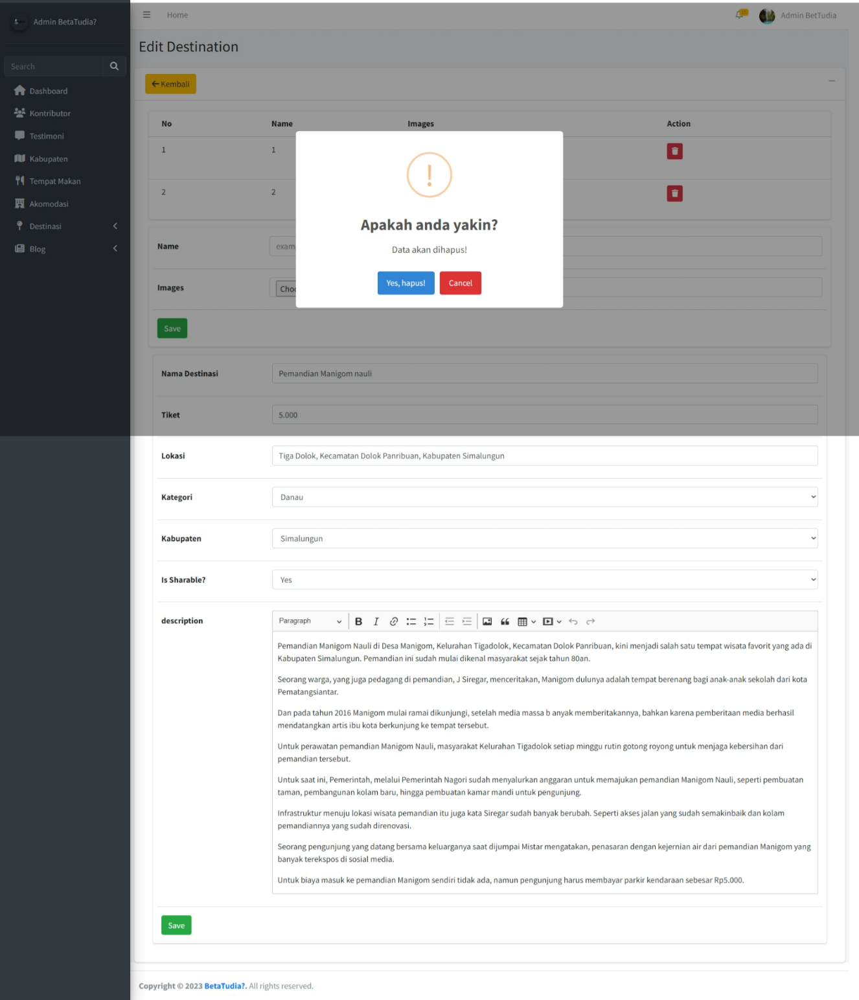 Admin BetaTudia?
Home
Admin BetTudia
Edit Destination
Search
Kembali
Dashboard
Kontributor
Testimoni
Kabupaten
Tempat Makan
Akomodasi
Destinasi
Blog
No Name Images Action
1 1
2 2
Apakah anda yakin?
Data akan dihapus!
Yes, hapus! Cancel
Name exam
Images Choo
Save
Nama Destinasi Pemandian Manigom nauli
Tiket 5.000
Lokasi Tiga Dolok, Kecamatan Dolok Panribuan, Kabupaten Simalungun
Kategori Danau
Kabupaten Simalungun
Is Sharable? Yes
description Paragraph
Pemandian Manigom Nauli di Desa Manigom, Kelurahan Tigadolok, Kecamatan Dolok Panribuan, kini menjadi salah satu tempat wisata favorit yang ada di
Kabupaten Simalungun. Pemandian ini sudah mulai dikenal masyarakat sejak tahun 80an.
Seorang warga, yang juga pedagang di pemandian, J Siregar, menceritakan, Manigom dulunya adalah tempat berenang bagi anak-anak sekolah dari kota
Pematangsiantar.
Dan pada tahun 2016 Manigom mulai ramai dikunjungi, setelah media massa b anyak memberitakannya, bahkan karena pemberitaan media berhasil
mendatangkan artis ibu kota berkunjung ke tempat tersebut.
Untuk perawatan pemandian Manigom Nauli, masyarakat Kelurahan Tigadolok setiap minggu rutin gotong royong untuk menjaga kebersihan dari
pemandian tersebut.
Untuk saat ini, Pemerintah, melalui Pemerintah Nagori sudah menyalurkan anggaran untuk memajukan pemandian Manigom Nauli, seperti pembuatan
taman, pembangunan kolam baru, hingga pembuatan kamar mandi untuk pengunjung.
Infrastruktur menuju lokasi wisata pemandian itu juga kata Siregar sudah banyak berubah. Seperti akses jalan yang sudah semakinbaik dan kolam
pemandiannya yang sudah direnovasi.
Seorang pengunjung yang datang bersama keluarganya saat dijumpai Mistar mengatakan, penasaran dengan kejernian air dari pemandian Manigom yang
banyak terekspos di sosial media.
Untuk biaya masuk ke pemandian Manigom sendiri tidak ada, namun pengunjung harus membayar parkir kendaraan sebesar Rp5.000.
Save
Copyright © 2023 BetaTudia?. All rights reserved.